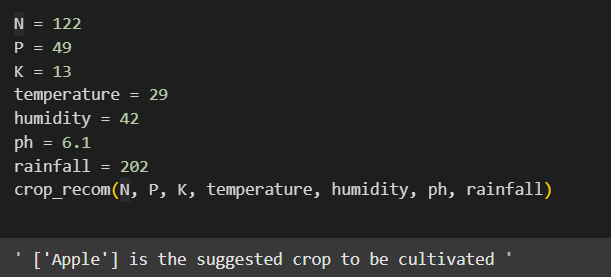 N = 122
P = 49
K = 13
temperature = 29
humidity = 42
ph = 6.1
rainfall = 202
crop_recom(N, P, K, temperature, humidity, ph, rainfall)
' ['Apple'] is the suggested crop to be cultivated '